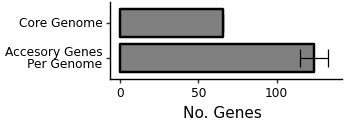 Core Genome
Accesory Genes
Per Genome
0 50 100
No. Genes